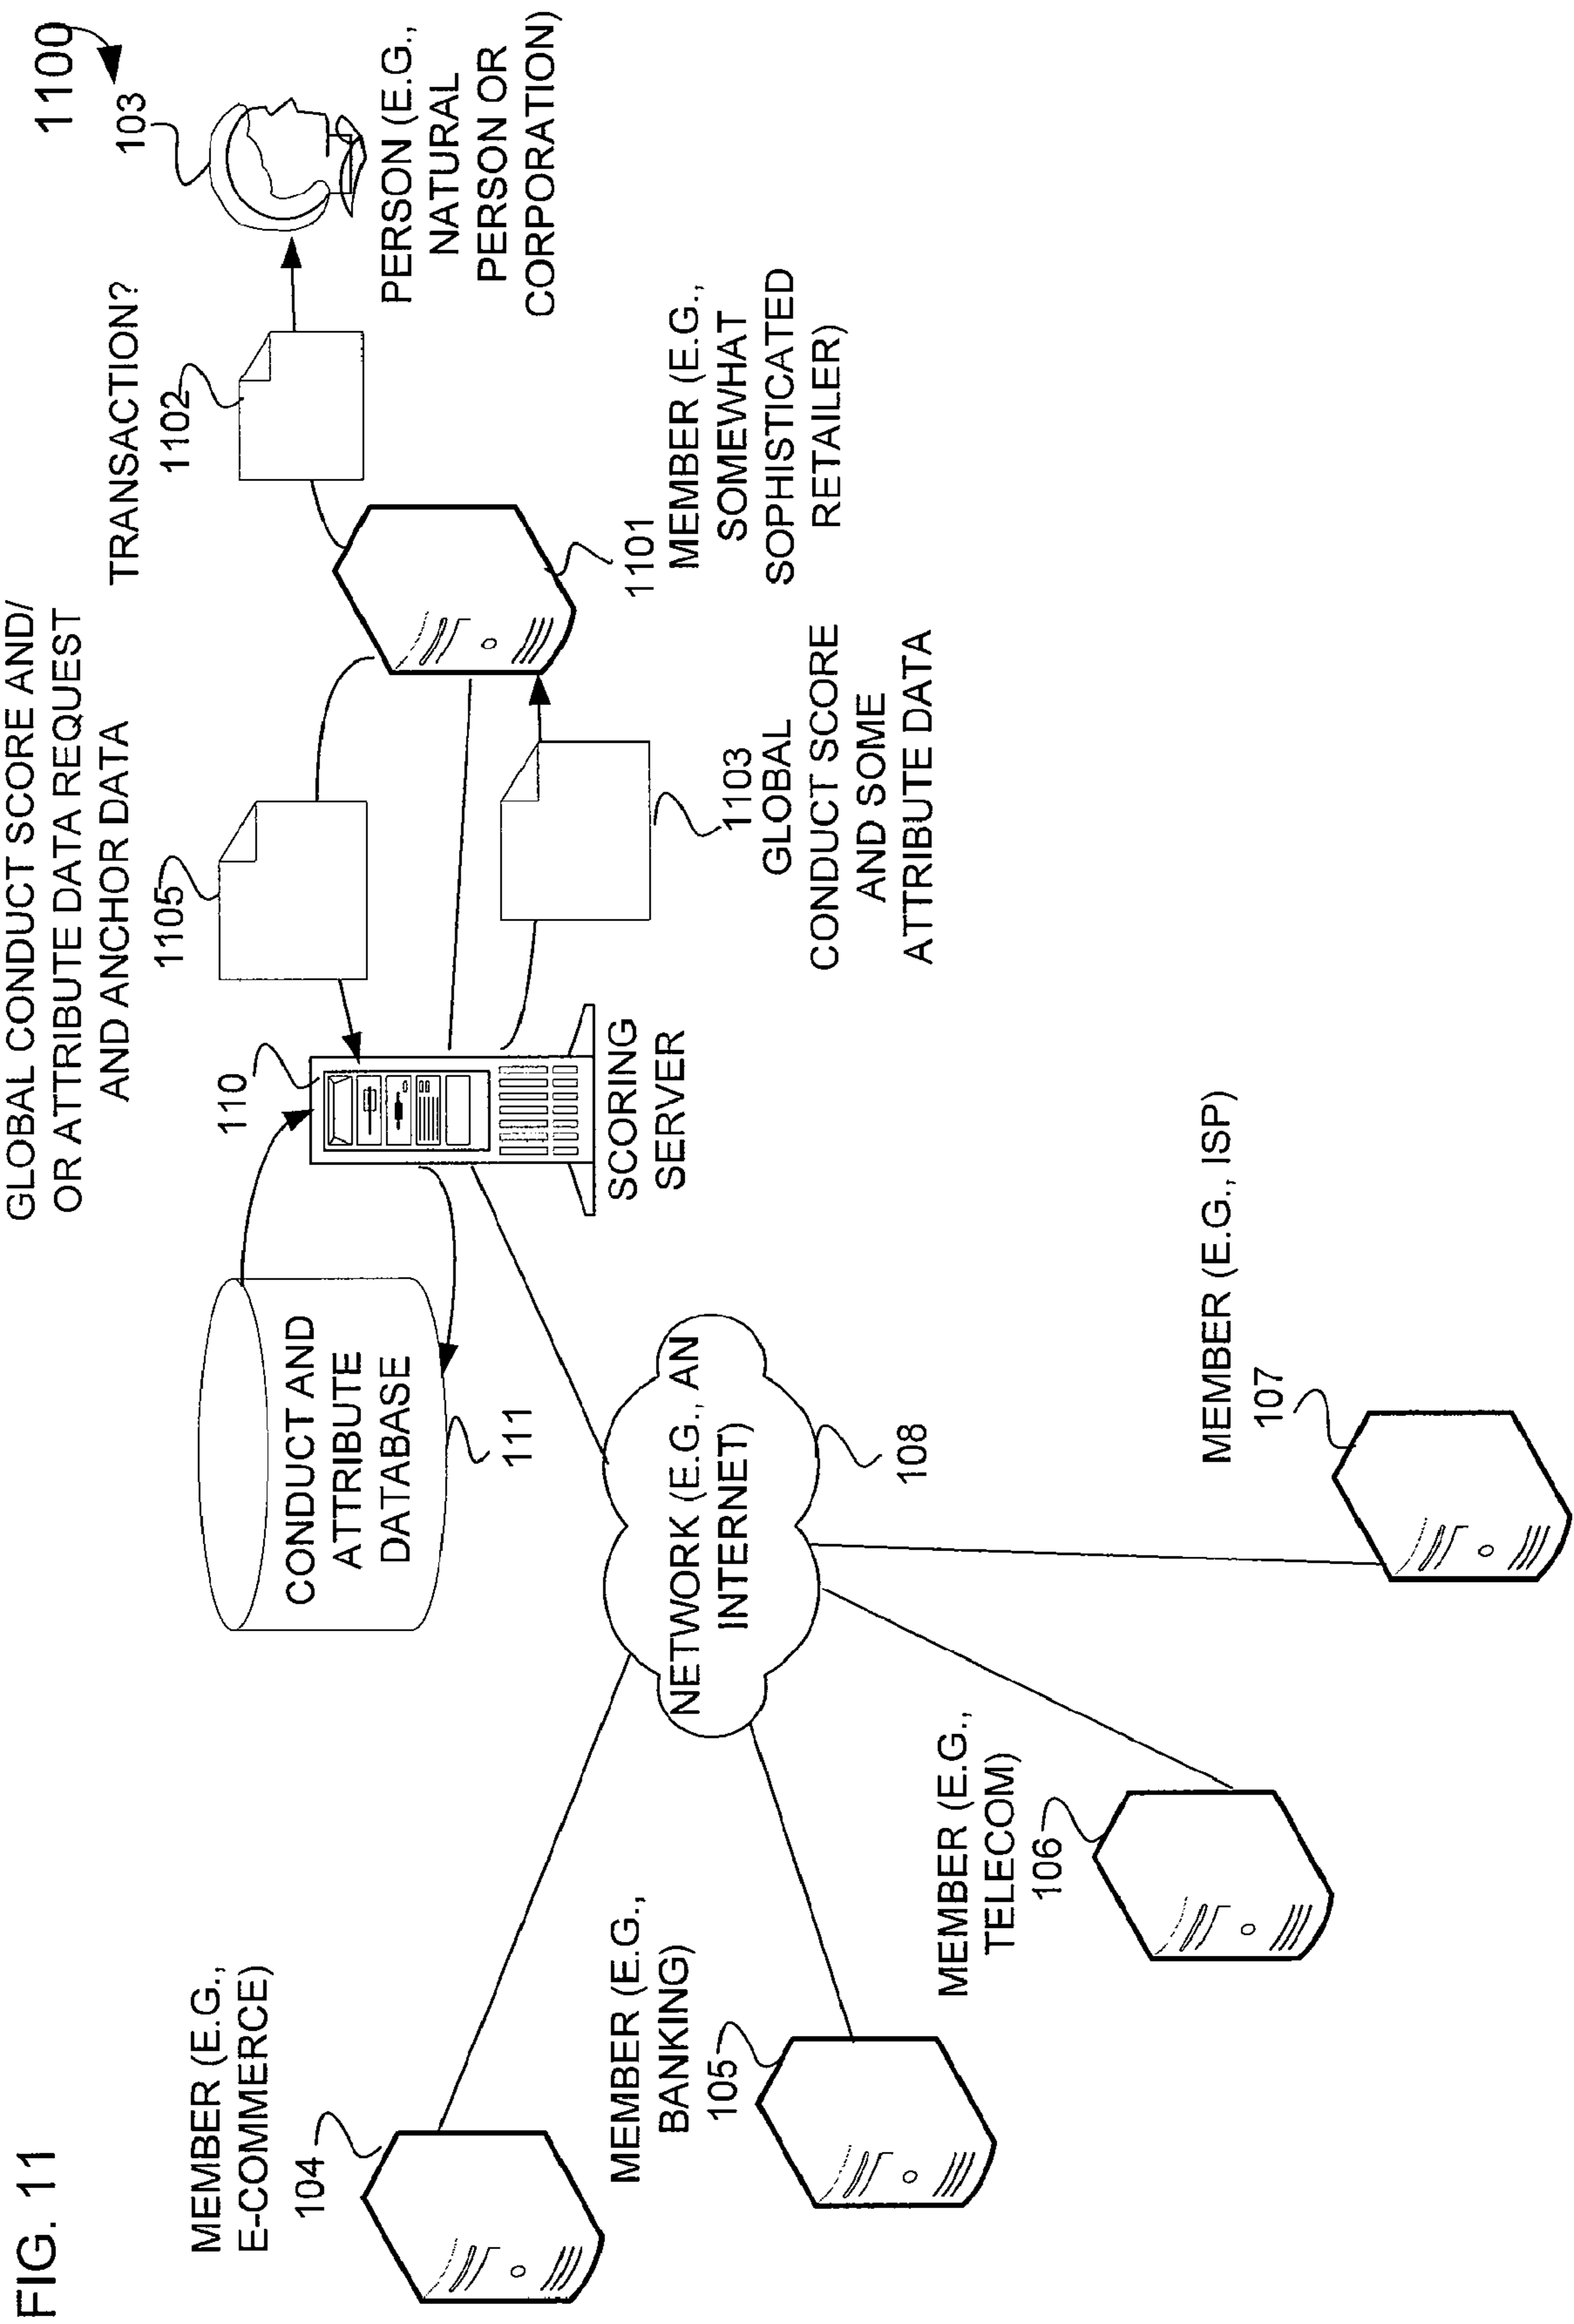 FIG. 11
1100
GLOBAL CONDUCT SCORE AND/
OR ATTRIBUTE DATA REQUEST
AND ANCHOR DATA
1105
TRANSACTION?
1102
103
PERSON (E.G.,
NATURAL
PERSON OR
CORPORATION)
CONDUCT AND
ATTRIBUTE
DATABASE
111
110
SCORING
SERVER
1101
MEMBER (E.G.,
SOMEWHAT
SOPHISTICATED
RETAILER)
1103
GLOBAL
CONDUCT SCORE
AND SOME
ATTRIBUTE DATA
MEMBER (E.G.,
E-COMMERCE)
104
NETWORK (E.G., AN
INTERNET)
108
MEMBER (E.G.,
BANKING)
105
MEMBER (E.G.,
TELECOM)
106
MEMBER (E.G., ISP)
107